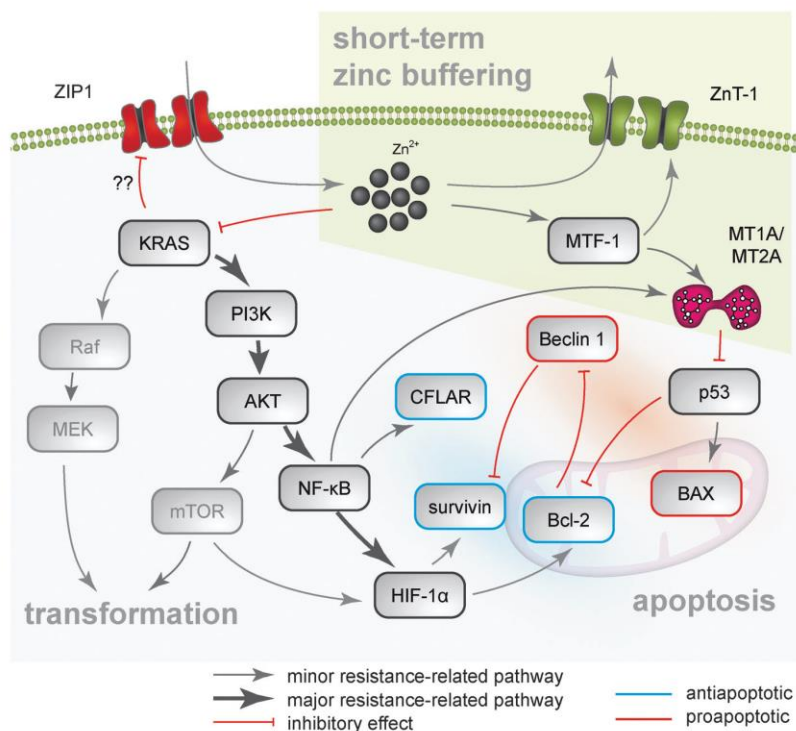 short-term
zinc buffering
ZIP1
ZnT-1
Zn2+
??
KRAS
MTF-1
MT1A/
MT2A
PI3K
Raf
Beclin 1
AKT
CFLAR
p53
MEK
NF-κB
survivin
Bcl-2
BAX
mTOR
HIF-1α
transformation
apoptosis
minor resistance-related pathway
major resistance-related pathway
inhibitory effect
antiapoptotic
proapoptotic